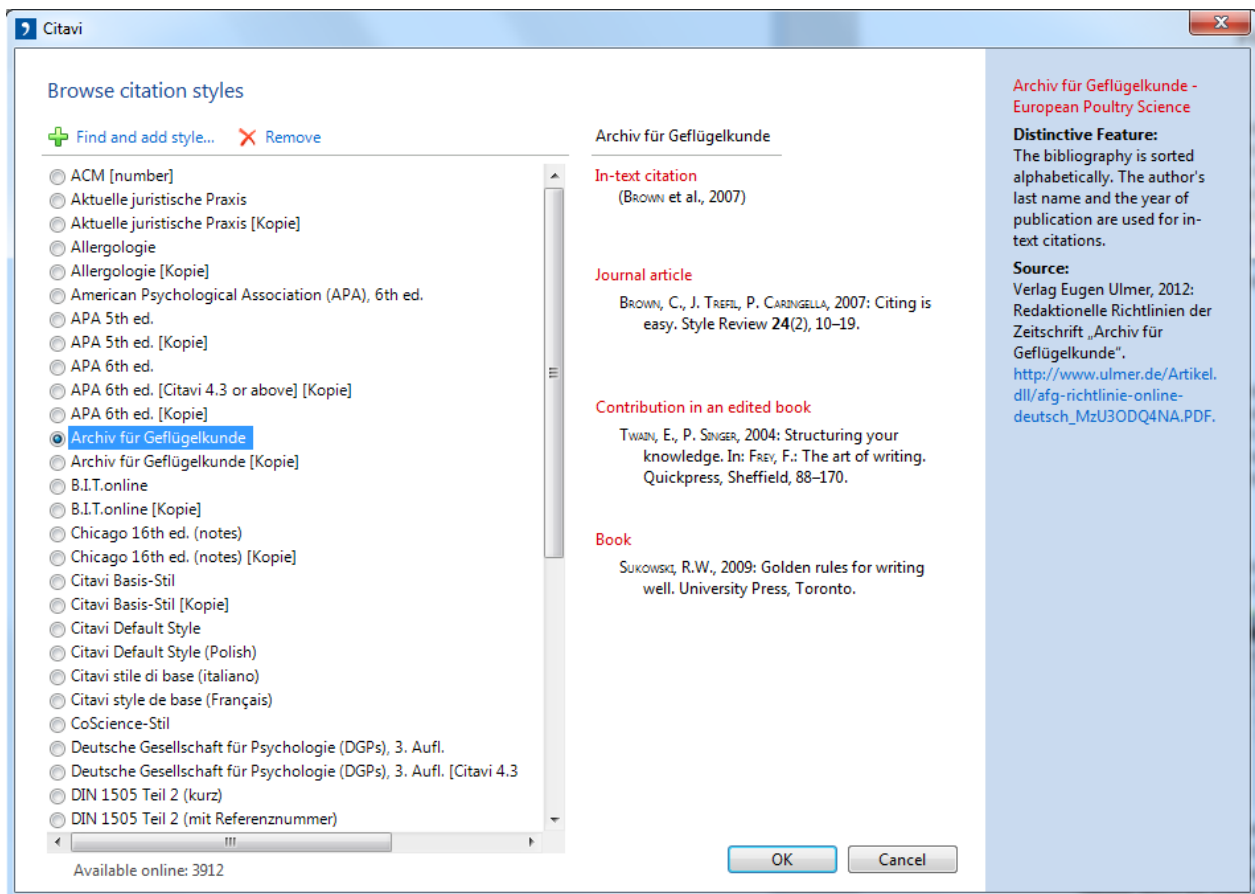 Citavi
Browse citation styles
Find and add style...
Remove
ACM [number]
Aktuelle juristische Praxis
Aktuelle juristische Praxis [Kopie]
Allergologie
Allergologie [Kopie]
American Psychological Association (APA), 6th ed.
APA 5th ed.
APA 5th ed. [Kopie]
APA 6th ed.
APA 6th ed. [Citavi 4.3 or above] [Kopie]
APA 6th ed. [Kopie]
Archiv für Geflügelkunde
Archiv für Geflügelkunde [Kopie]
B.I.T.online
B.I.T.online [Kopie]
Chicago 16th ed. (notes)
Chicago 16th ed. (notes) [Kopie]
Citavi Basis-Stil
Citavi Basis-Stil [Kopie]
Citavi Default Style
Citavi Default Style (Polish)
Citavi stile di base (italiano)
Citavi style de base (Français)
CoScience-Stil
Deutsche Gesellschaft für Psychologie (DGPs), 3. Aufl.
Deutsche Gesellschaft für Psychologie (DGPs), 3. Aufl. [Citavi 4.3
DIN 1505 Teil 2 (kurz)
DIN 1505 Teil 2 (mit Referenznummer)
Available online: 3912
Archiv für Geflügelkunde
In-text citation
(BROWN et al., 2007)
Journal article
BROWN, C., J. TREFIL, P. CARINGELLA, 2007: Citing is
easy. Style Review 24(2), 10–19.
Contribution in an edited book
TWAIN, E., P. SINGER, 2004: Structuring your
knowledge. In: FREY, F.: The art of writing.
Quickpress, Sheffield, 88–170.
Book
SUKOWSKI, R.W., 2009: Golden rules for writing
well. University Press, Toronto.
OK
Cancel
Archiv für Geflügelkunde -
European Poultry Science
Distinctive Feature:
The bibliography is sorted
alphabetically. The author's
last name and the year of
publication are used for in-
text citations.
Source:
Verlag Eugen Ulmer, 2012:
Redaktionelle Richtlinien der
Zeitschrift „Archiv für
Geflügelkunde".
http://www.ulmer.de/Artikel.
dll/afg-richtlinie-online-
deutsch_MzU3ODQ4NA.PDF.